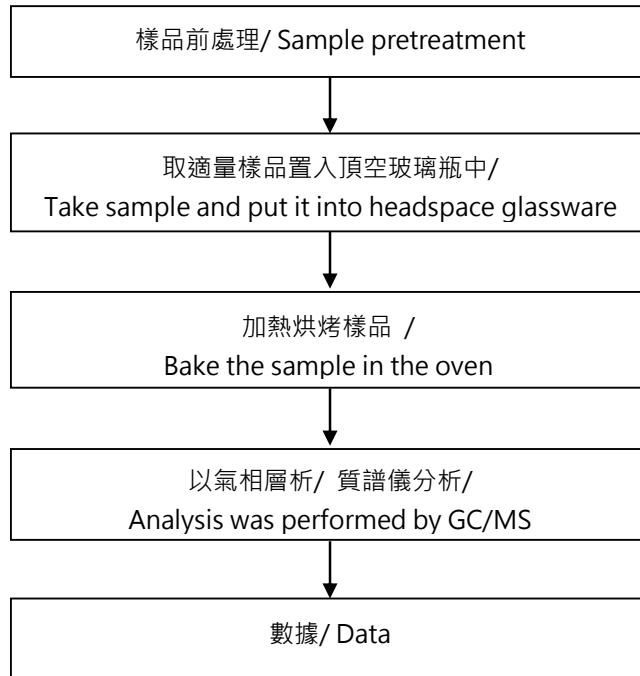 樣品前處理/ Sample pretreatment
取適量樣品置入頂空玻璃瓶中/
Take sample and put it into headspace glassware
加熱烘烤樣品 /
Bake the sample in the oven
以氣相層析/ 質譜儀分析/
Analysis was performed by GC/MS
數據/ Data